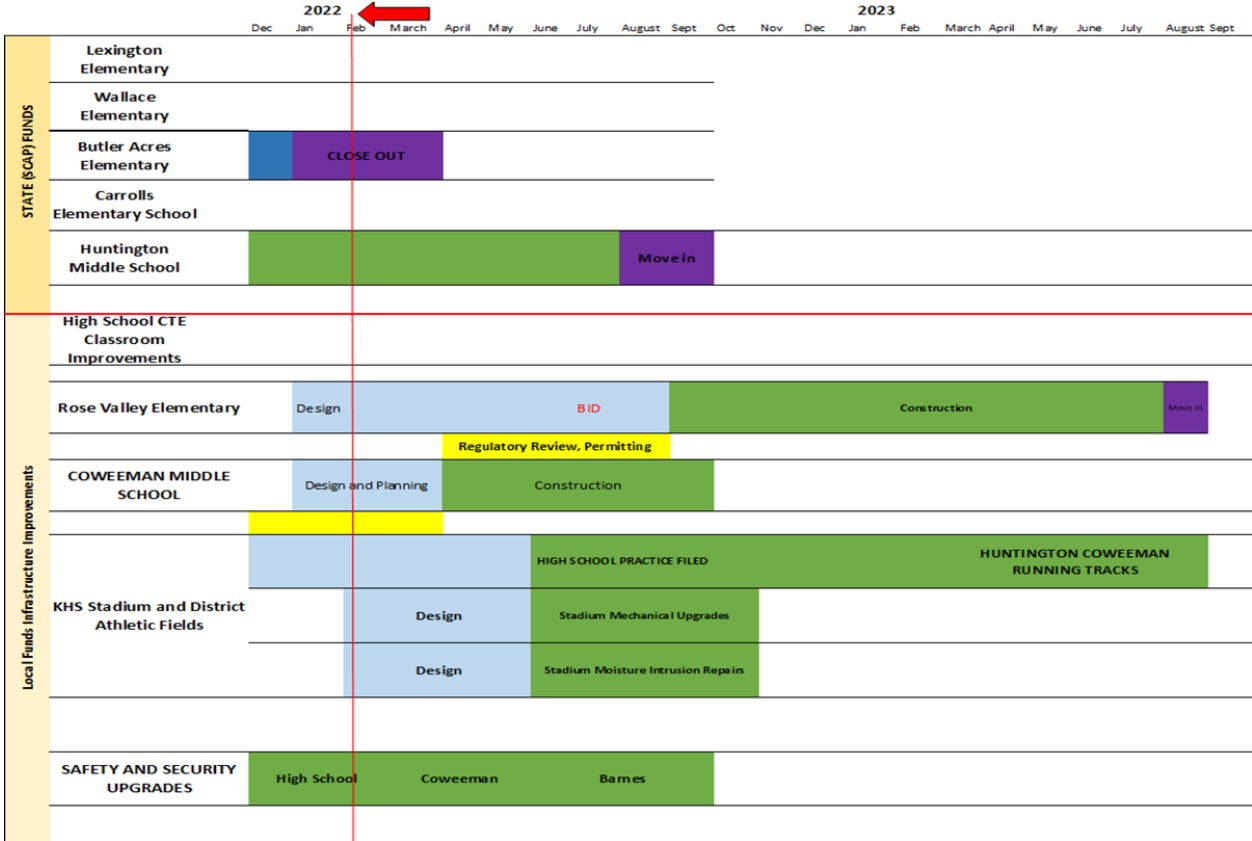 2022
2023
Dec Jan Feb March April May June July August Sept Oct Nov Dec Jan Feb March April May June July August Sept
STATE (SCAP) FUNDS
Lexington
Elementary
Wallace
Elementary
Butler Acres
Elementary
CLOSE OUT
Carrolls
Elementary School
Huntington
Middle School
Move in
Local Funds Infrastructure Improvements
High School CTE
Classroom
Improvements
Rose Valley Elementary
Design
BID
Construction
Move In
Regulatory Review, Permitting
COWEEMAN MIDDLE
SCHOOL
Design and Planning
Construction
KHS Stadium and District
Athletic Fields
HIGH SCHOOL PRACTICE FILED
HUNTINGTON COWEEMAN
RUNNING TRACKS
Design
Stadium Mechanical Upgrades
Design
Stadium Moisture Intrusion Repairs
SAFETY AND SECURITY
UPGRADES
High School
Coweeman
Barnes